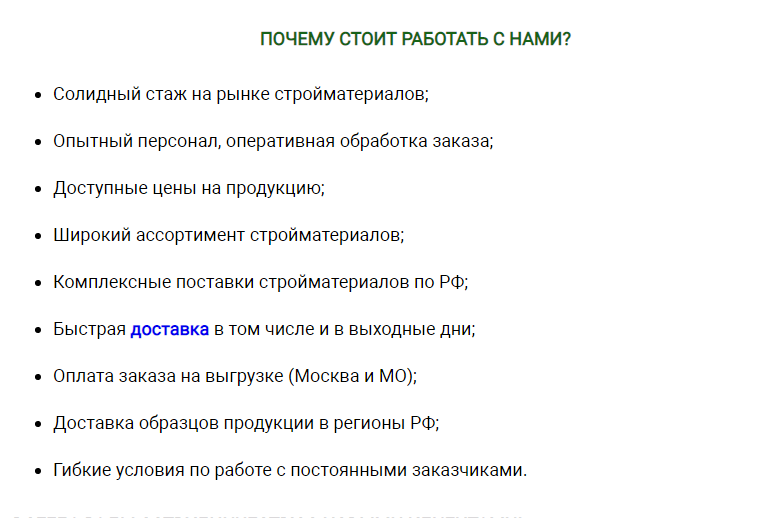 ПОЧЕМУ СТОИТ РАБОТАТЬ С НАМИ?
Солидный стаж на рынке стройматериалов;
Опытный персонал, оперативная обработка заказа;
Доступные цены на продукцию;
Широкий ассортимент стройматериалов;
Комплексные поставки стройматериалов по РФ;
Быстрая доставка в том числе и в выходные дни;
Оплата заказа на выгрузке (Москва и МО);
Доставка образцов продукции в регионы РФ;
Гибкие условия по работе с постоянными заказчиками.